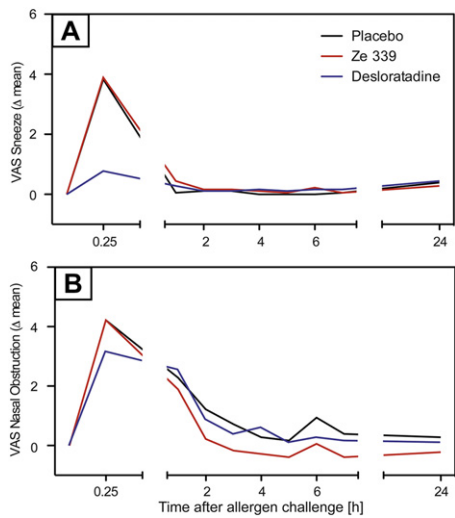 A
Placebo
Ze 339
Desloratadine
VAS Sneeze (Δ mean)
6
4
2
0
0.25 2 4 6 24
B
VAS Nasal Obstruction (Δ mean)
6
4
2
0
0.25 2 4 6 24
Time after allergen challenge [h]